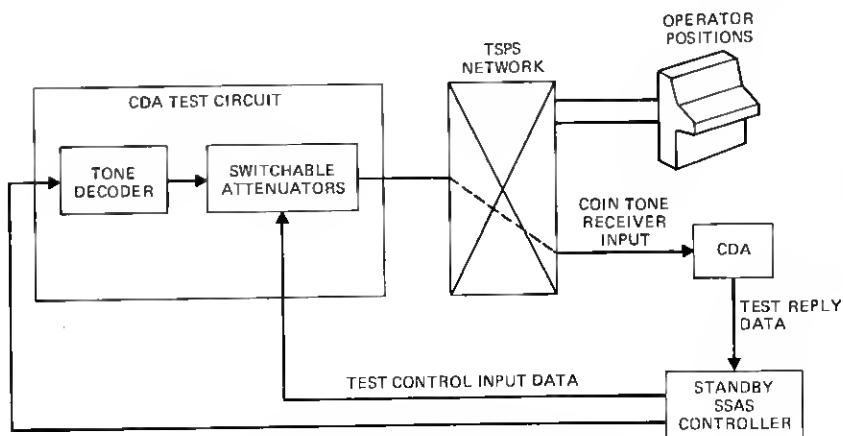 OPERATOR
POSITIONS
TSPS
NETWORK
CDA TEST CIRCUIT
TONE
DECODER
SWITCHABLE
ATTENUATORS
COIN TONE
RECEIVER
INPUT
CDA
TEST REPLY
DATA
TEST CONTROL INPUT DATA
STANDBY
SSAS
CONTROLLER